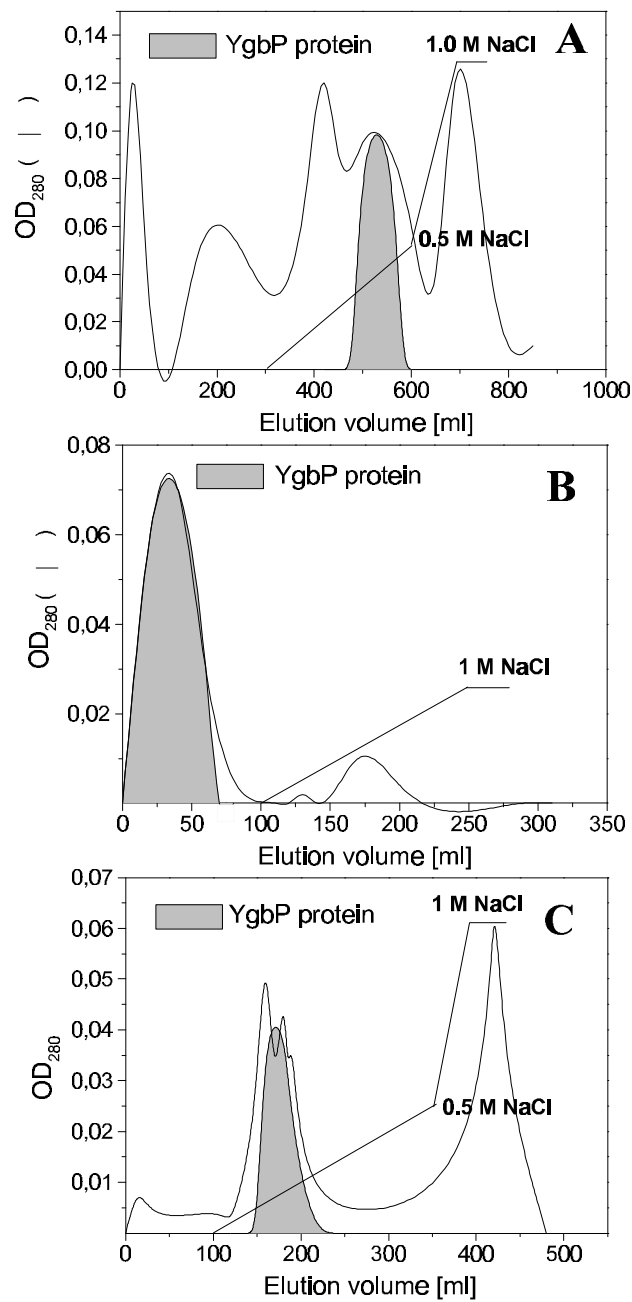 0,15
A
YgbP protein
1.0 M NaCl
0,14
0,12
0,10
0,08
0,06
0,04
0,02
0,00
OD280 ( | )
0.5 M NaCl
0
200
400
600
800
1000
Elution volume [ml]
0,08
YgbP protein
B
0,06
0,04
0,02
OD280 ( | )
1 M NaCl
0
50
100
150
200
250
300
350
Elution volume [ml]
0,07
1 M NaCl
YgbP protein
C
0,06
0,05
0,04
0,03
0,02
0,01
OD280
0.5 M NaCl
0
100
200
300
400
500
Elution volume [ml]